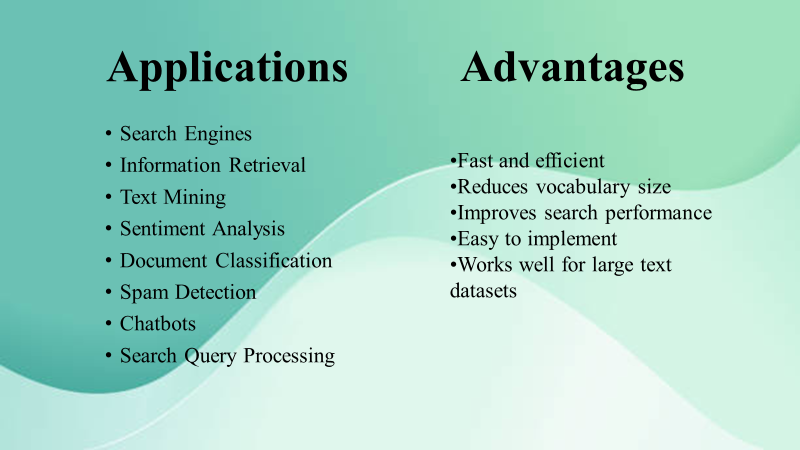 Applications
• Search Engines
• Information Retrieval
• Text Mining
• Sentiment Analysis
• Document Classification
• Spam Detection
• Chatbots
• Search Query Processing
Advantages
•Fast and efficient
•Reduces vocabulary size
•Improves search performance
•Easy to implement
•Works well for large text
datasets